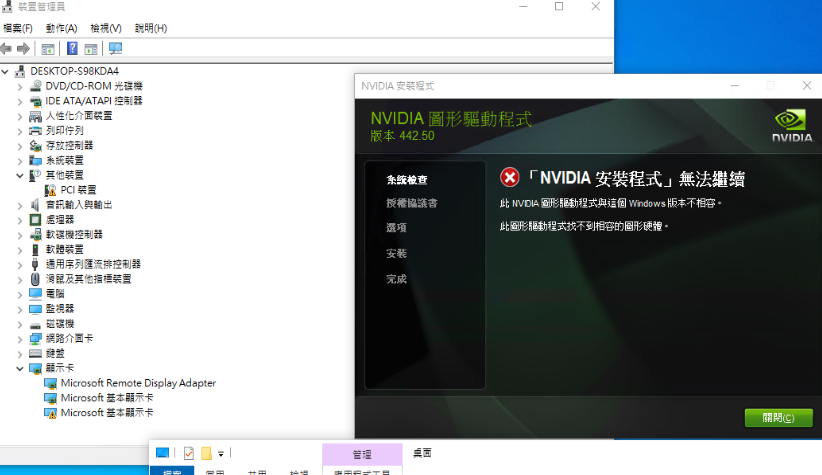 裝置管理員
檔案(F) 動作(A) 檢視(V) 說明(H)
DESKTOP-S98KDA4
DVD/CD-ROM 光碟機
IDE ATA/ATAPI 控制器
人性化介面裝置
列印佇列
存放控制器
系統裝置
其他裝置
PCI 裝置
音訊輸入與輸出
處理器
軟碟機控制器
軟體裝置
通用序列匯流排控制器
滑鼠及其他指標裝置
電腦
監視器
磁碟機
網路介面卡
鍵盤
顯示卡
Microsoft Remote Display Adapter
Microsoft 基本顯示卡
Microsoft 基本顯示卡
NVIDIA 安裝程式
NVIDIA 圖形驅動程式
版本 442.50
NVIDIA.
系統檢查
授權協議書
選項
安裝
完成
「NVIDIA 安裝程式」無法繼續
此 NVIDIA 圖形驅動程式與這個 Windows 版本不相容。
此圖形驅動程式找不到相容的圖形硬體。
關閉(C)
管理
桌面
檔案 常用 共用 檢視 應用程式工具